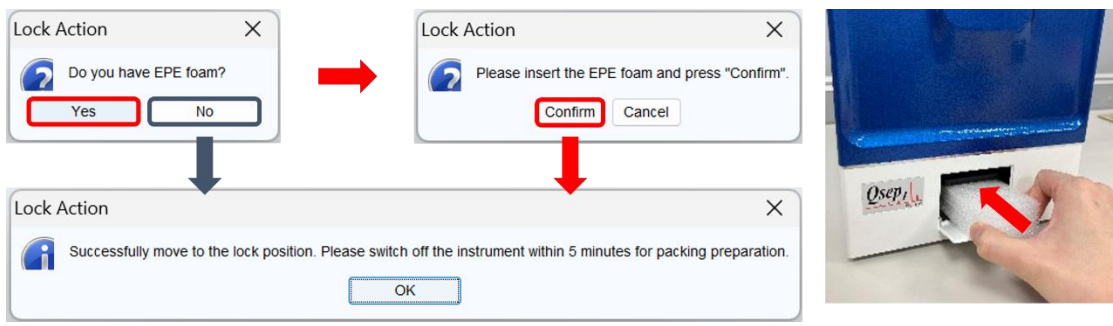 Lock Action
Do you have EPE foam?
Yes
No
Lock Action
Please insert the EPE foam and press "Confirm".
Confirm
Cancel
Lock Action
Successfully move to the lock position. Please switch off the instrument within 5 minutes for packing preparation.
OK
Qsep1